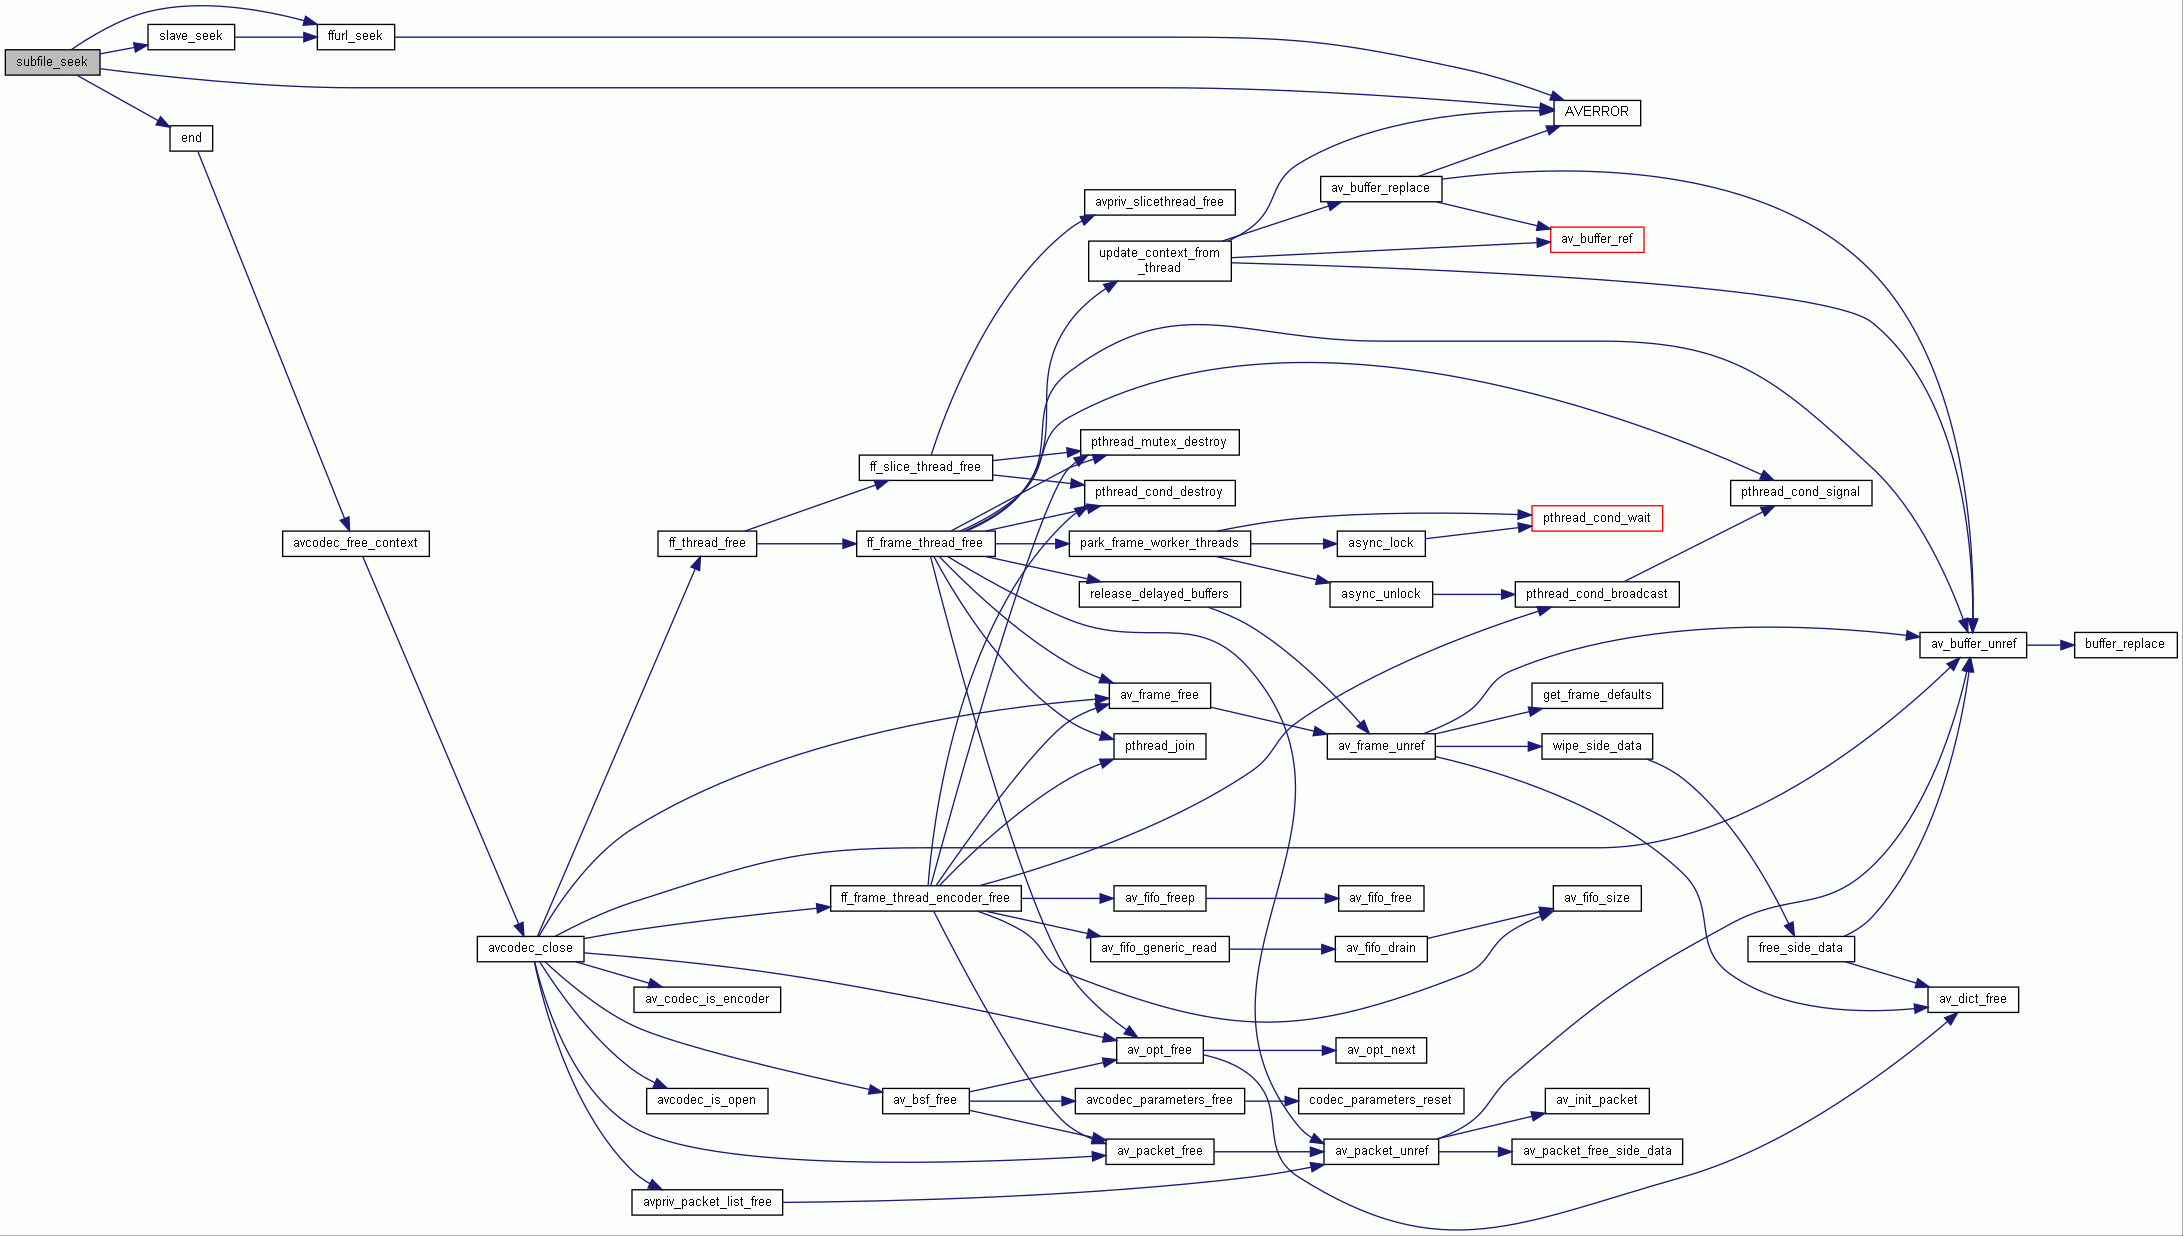 slave_seek
ffurl_seek
subfile_seek
AVERROR
end
av_buffer_replace
avpriv_slicethread_free
av_buffer_ref
update_context_from
_thread
pthread_mutex_destroy
ff_slice_thread_free
pthread_cond_destroy
pthread_cond_signal
pthread_cond_wait
avcodec_free_context
ff_thread_free
ff_frame_thread_free
park_frame_worker_threads
async_lock
release_delayed_buffers
async_unlock
pthread_cond_broadcast
av_buffer_unref
buffer_replace
av_frame_free
get_frame_defaults
pthread_join
av_frame_unref
wipe_side_data
ff_frame_thread_encoder_free
av_fifo_freep
av_fifo_free
av_fifo_size
avcodec_close
av_fifo_generic_read
av_fifo_drain
free_side_data
av_codec_is_encoder
av_dict_free
av_opt_free
av_opt_next
avcodec_is_open
av_bsf_free
avcodec_parameters_free
codec_parameters_reset
av_init_packet
av_packet_free
av_packet_unref
av_packet_free_side_data
avpriv_packet_list_free